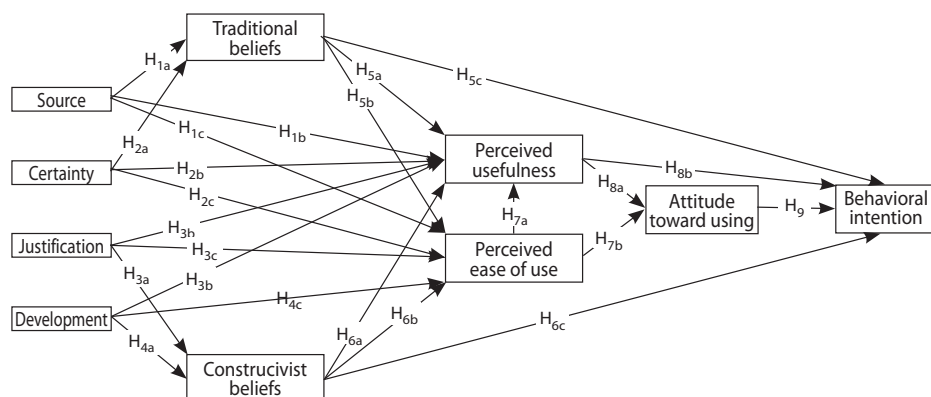 Traditional
beliefs
H1a
H5a
H5c
Source
H5b
H1c
H1b
H2a
Certainty
H2b
Perceived
usefulness
H8b
H2c
H8a
Attitude
toward using
H9
Behavioral
intention
Justification
H3h
H7a
H3c
Perceived
ease of use
H7b
H3a
H3b
Development
H4c
H6b
H6c
H4a
H6a
Construcivist
beliefs